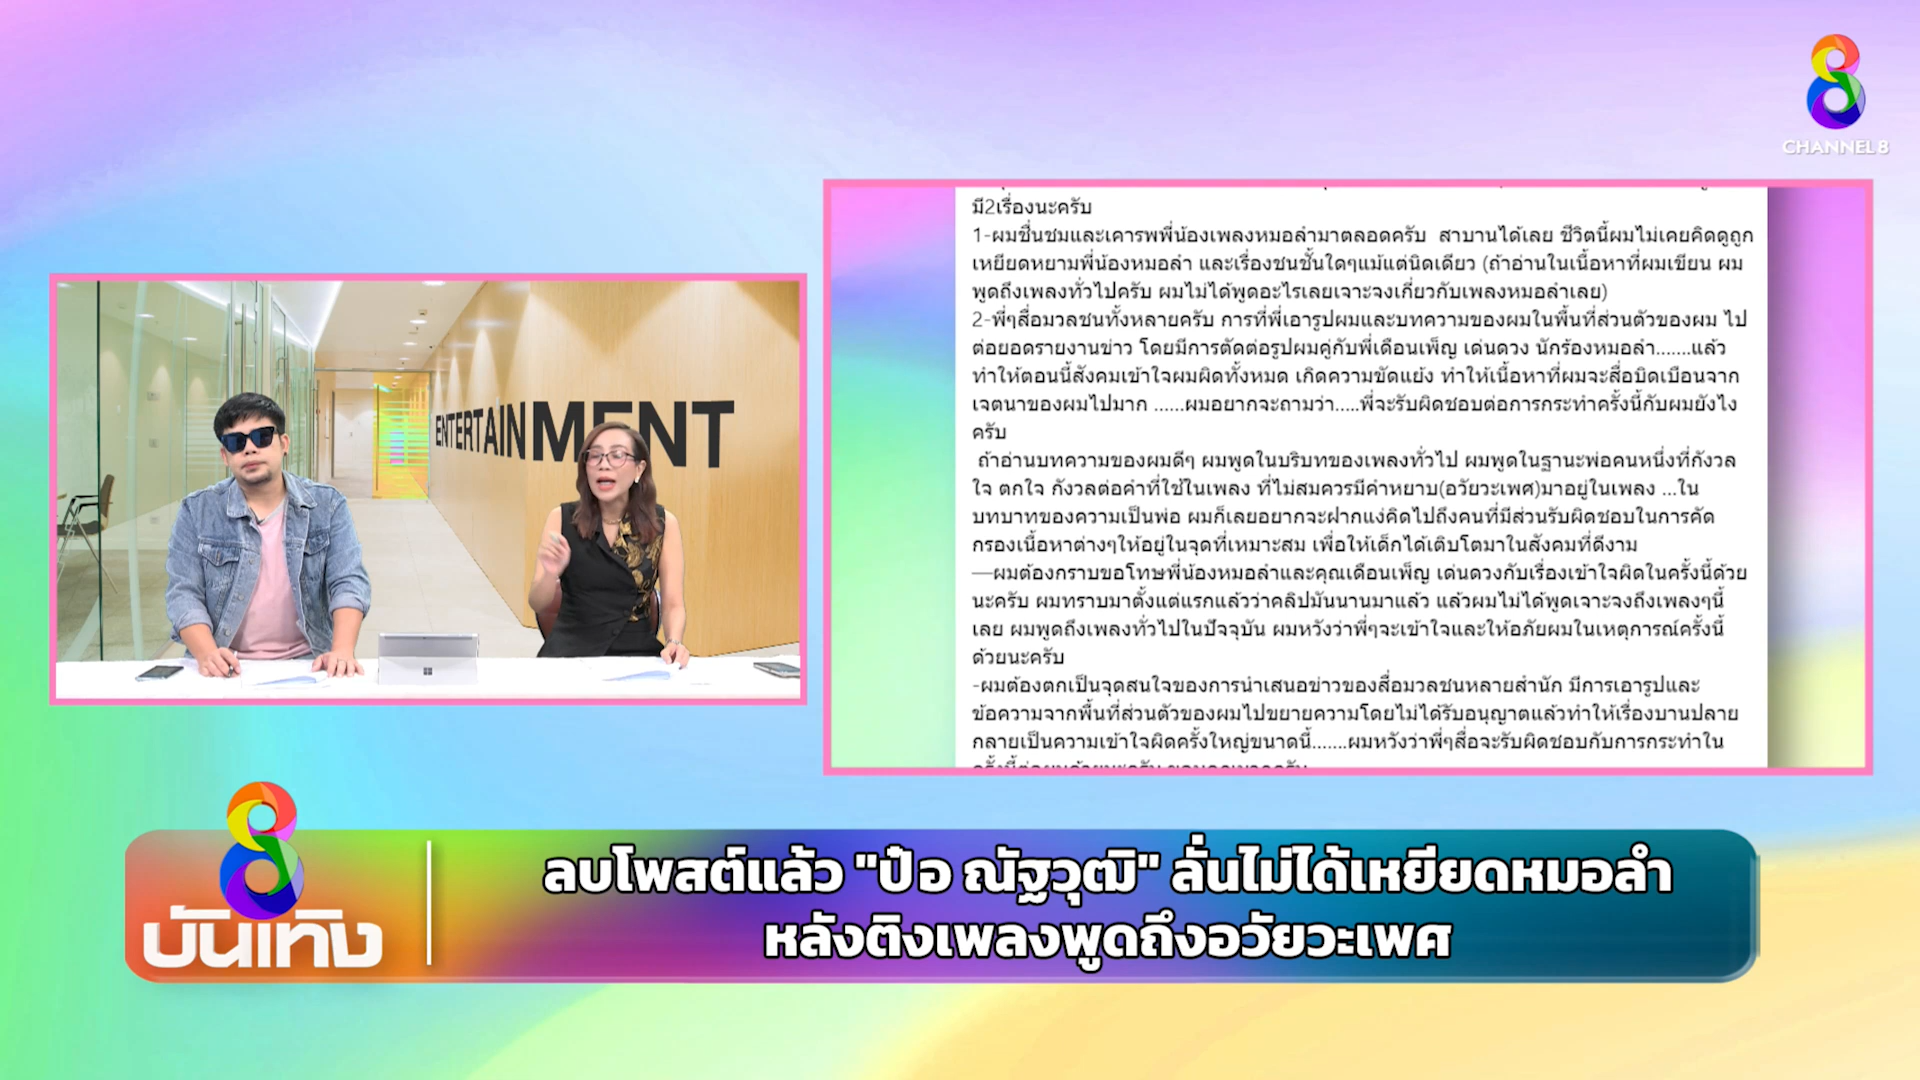 CHANNEL 8
มี2เรื่องนะครับ
1-ผมชื่นชมและเคารพพี่น้องเพลงหมอลำมาตลอดครับ สาบานได้เลย ชีวิตนี้ผมไม่เคยคิดดูถูก
เหยียดหยามพี่น้องหมอลำ และเรื่องชนชั้นใดๆแม้แต่นิดเดียว (ถ้าอ่านในเนื้อหาที่ผมเขียน ผม
พูดถึงเพลงทั่วไปครับ ผมไม่ได้พูดอะไรเลยเจาะจงเกี่ยวกับเพลงหมอลำเลย)
2-พี่ๆสื่อมวลชนทั้งหลายครับ การที่พี่เอารูปผมและบทความของผมในพื้นที่ส่วนตัวของผม ไป
ต่อยอดรายงานข่าว โดยมีการตัดต่อรูปผมคู่กับพี่เดือนเพ็ญ เด่นดวง นักร้องหมอลำ.......แล้ว
ทำให้ตอนนี้สังคมเข้าใจผมผิดทั้งหมด เกิดความขัดแย้ง ทำให้เนื้อหาที่ผมจะสื่อบิดเบือนจาก
เจตนาของผมไปมาก ......ผมอยากจะถามว่า.....พี่จะรับผิดชอบต่อการกระทำครั้งนี้กับผมยังไง
ครับ
ถ้าอ่านบทความของผมดีๆ ผมพูดในบริบทของเพลงทั่วไป ผมพูดในฐานะพ่อคนหนึ่งที่กังวล
ใจ ตกใจ กังวลต่อคำที่ใช้ในเพลง ที่ไม่สมควรมีคำหยาบ(อวัยวะเพศ)มาอยู่ในเพลง ...ใน
บทบาทของความเป็นพ่อ ผมก็เลยอยากจะฝากแง่คิดไปถึงคนที่มีส่วนรับผิดชอบในการคัด
กรองเนื้อหาต่างๆให้อยู่ในจุดที่เหมาะสม เพื่อให้เด็กได้เติบโตมาในสังคมที่ดีงาม
—ผมต้องกราบขอโทษพี่น้องหมอลำและคุณเดือนเพ็ญ เด่นดวงกับเรื่องเข้าใจผิดในครั้งนี้ด้วย
นะครับ ผมทราบมาตั้งแต่แรกแล้วว่าคลิปมันนานมาแล้ว แล้วผมไม่ได้พูดเจาะจงถึงเพลงๆนี้
เลย ผมพูดถึงเพลงทั่วไปในปัจจุบัน ผมหวังว่าพี่ๆจะเข้าใจและให้อภัยผมในเหตุการณ์ครั้งนี้
ด้วยนะครับ
-ผมต้องตกเป็นจุดสนใจของการนำเสนอข่าวของสื่อมวลชนหลายสำนัก มีการเอารูปและ
ข้อความจากพื้นที่ส่วนตัวของผมไปขยายความโดยไม่ได้รับอนุญาตแล้วทำให้เรื่องบานปลาย
กลายเป็นความเข้าใจผิดครั้งใหญ่ขนาดนี้.......ผมหวังว่าพี่ๆสื่อจะรับผิดชอบกับการกระทำใน
ENTERTAINMENT
8 บันเทิง
ลบโพสต์แล้ว "ป๋อ ณัฐวุฒิ" ลั่นไม่ได้เหยียดหมอลำ
หลังติงเพลงพูดถึงอวัยวะเพศ